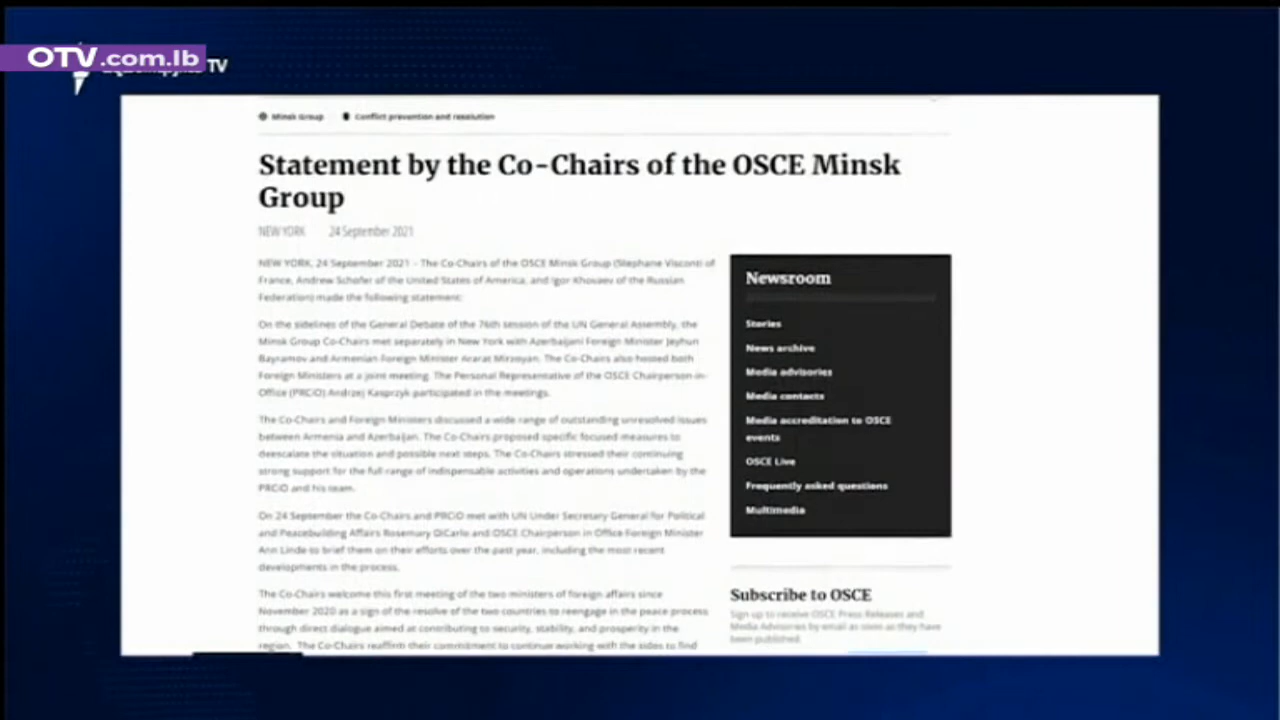 OTV.com.lb
TV
Minsk Group
Conflict prevention and resolution
Statement by the Co-Chairs of the OSCE Minsk
Group
NEW YORK 24 September 2021
NEW YORK, 24 September 2021 - The Co-Chairs of the OSCE Minsk Group (Stephane Visconti of
France, Andrew Schofer of the United States of America, and Igor Khovaev of the Russian
Federation) made the following statement:
On the sidelines of the General Debate of the 76th session of the UN General Assembly, the
Minsk Group Co-Chairs met separately in New York with Azerbaijani Foreign Minister Jeyhun
Bayramov and Armenian Foreign Minister Ararat Mirzoyan. The Co-Chairs also hosted both
Foreign Ministers at a joint meeting. The Personal Representative of the OSCE Chairperson-in-
Office (PRCiO) Andrzej Kasprzyk participated in the meetings.
The Co-Chairs and Foreign Ministers discussed a wide range of outstanding unresolved issues
between Armenia and Azerbaijan. The Co-Chairs proposed specific focused measures to
deescalate the situation and possible next steps. The Co-Chairs stressed their continuing
strong support for the full range of indispensable activities and operations undertaken by the
PRCiO and his team.
On 24 September the Co-Chairs and PRCiO met with UN Under Secretary General for Political
and Peacebuilding Affairs Rosemary DiCarlo and OSCE Chairperson in Office Foreign Minister
Ann Linde to brief them on their efforts over the past year, including the most recent
developments in the process.
The Co-Chairs welcome this first meeting of the two ministers of foreign affairs since
November 2020 as a sign of the resolve of the two countries to reengage in the peace process
through direct dialogue aimed at contributing to security, stability, and prosperity in the
region. The Co-Chairs reaffirm their commitment to continue working with the sides to find
Newsroom
Stories
News archive
Media advisories
Media contacts
Media accreditation to OSCE
events
OSCE Live
Frequently asked questions
Multimedia
Subscribe to OSCE
Sign up to receive OSCE Press Releases and
Media Advisories by email as soon as they have
been published.